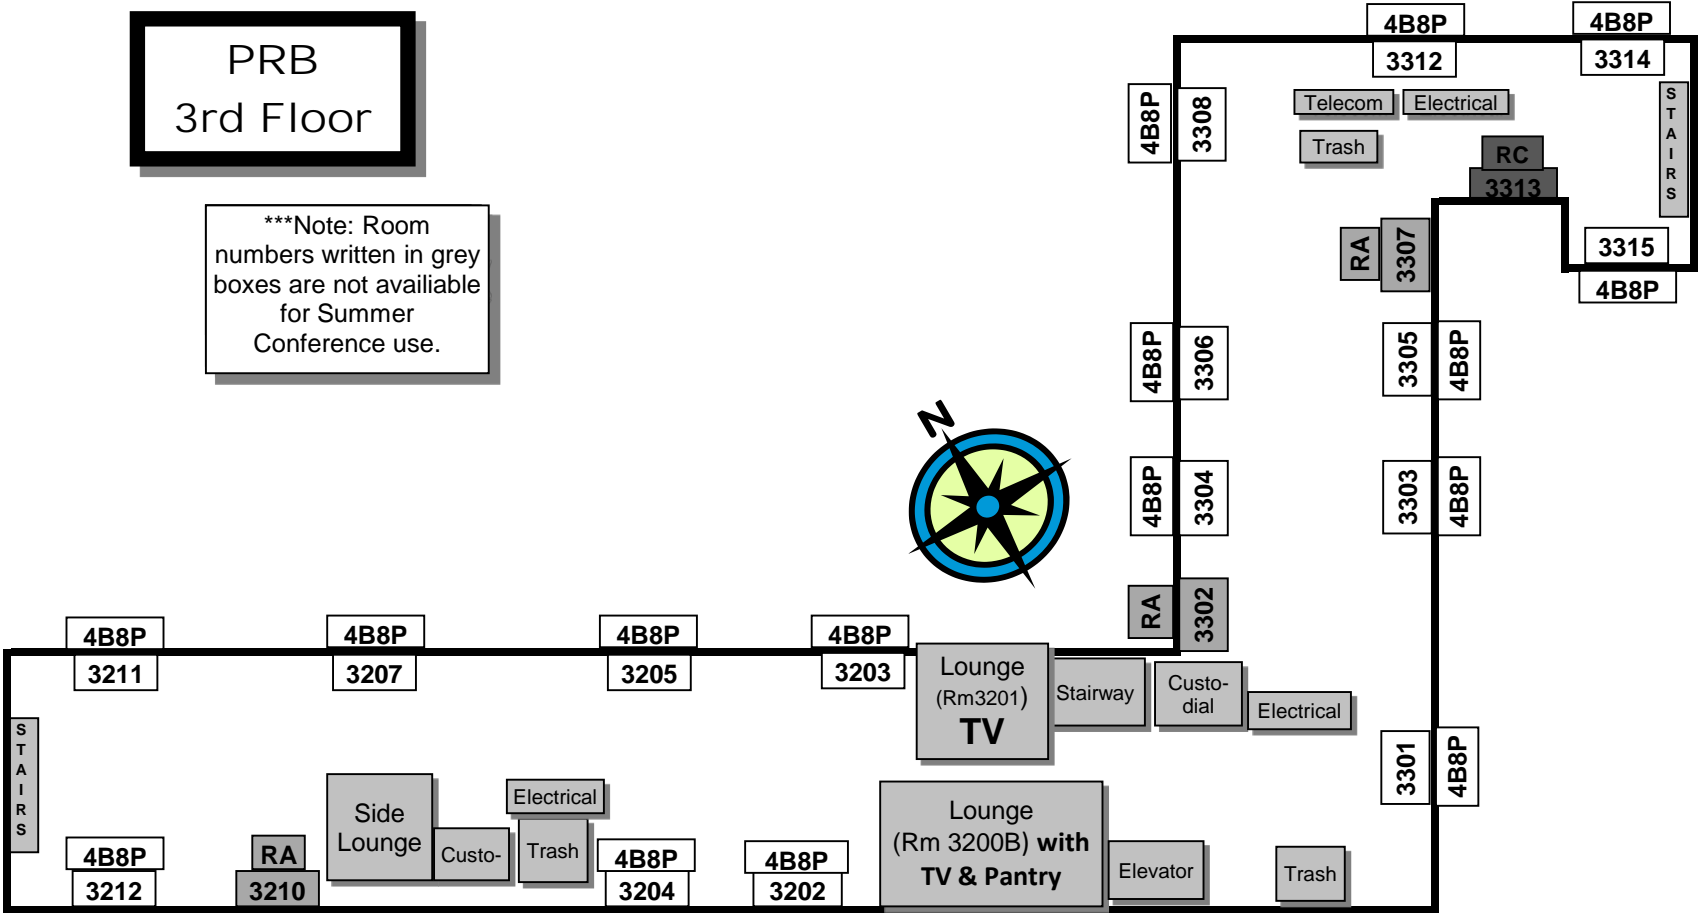 PRB
3rd Floor
***Note: Room
numbers written in grey
boxes are not availiable
for Summer
Conference use.
4B8P
3312
4B8P
3314
Telecom
Electrical
Trash
RC
3313
STAIRS
4B8P
3308
RA
3307
3315
4B8P
4B8P
3306
3305
4B8P
4B8P
3304
3303
4B8P
RA
3302
N
4B8P
3211
4B8P
3207
4B8P
3205
4B8P
3203
Lounge
(Rm3201)
TV
Stairway
Custo-
dial
Electrical
3301
4B8P
STAIRS
4B8P
3212
RA
3210
Side
Lounge
Custo-
Electrical
Trash
4B8P
3204
4B8P
3202
Lounge
(Rm 3200B) with
TV & Pantry
Elevator
Trash